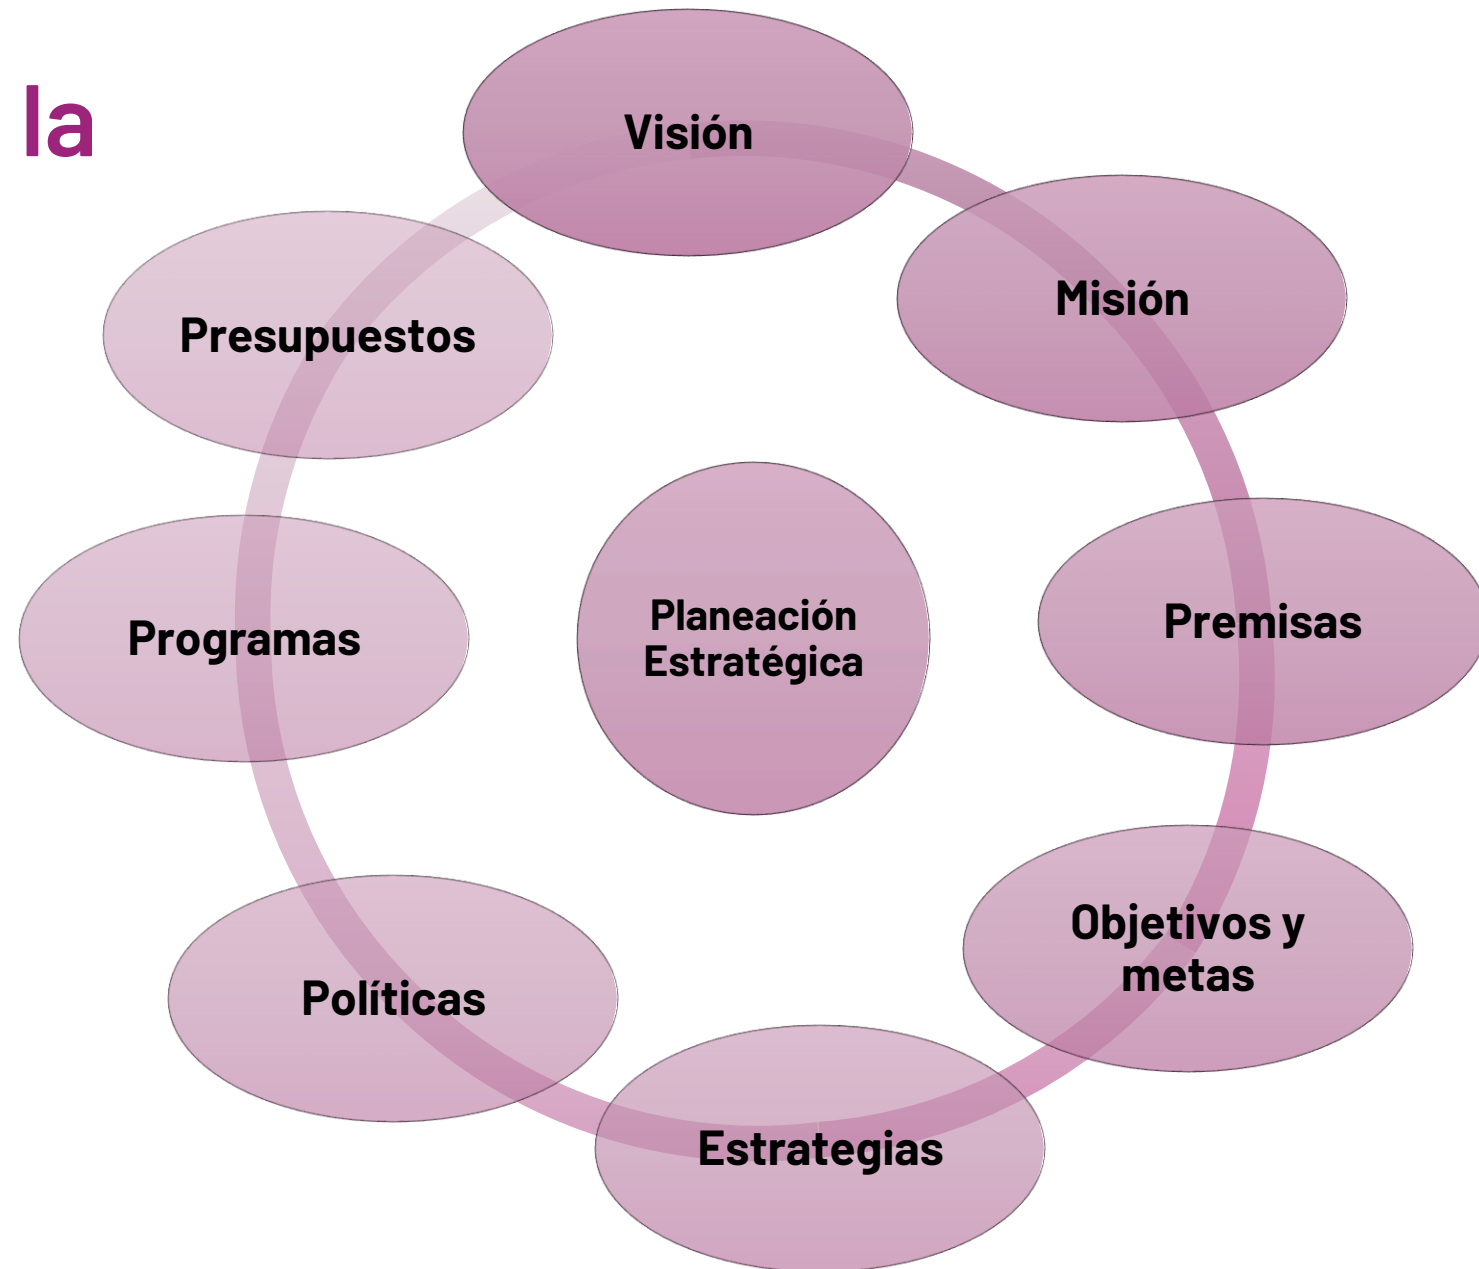 la
Visión
Misión
Premisas
Objetivos y
metas
Estrategias
Políticas
Programas
Presupuestos
Planeación
Estratégica